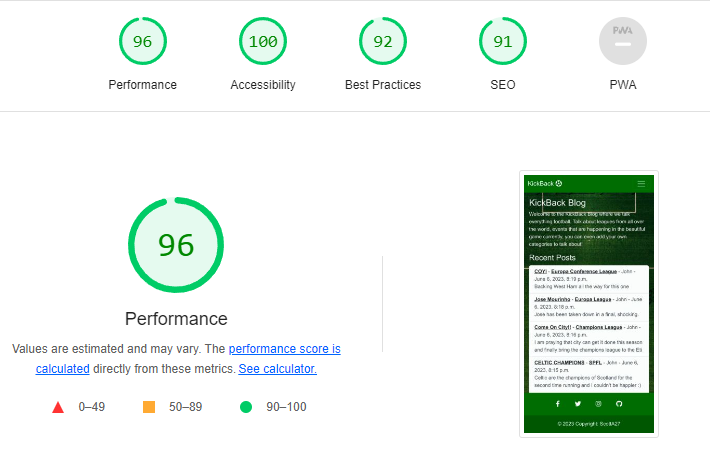 96
100
92
91
PWA
Performance
Accessibility
Best Practices
SEO
PWA
KickBack
KickBack Blog
Welcome to the KickBack Blog where we talk
everything football. Talk about leagues from all over
the world, events that are happening in the beautiful
game currently, you can even add your own
categories to talk about!
Recent Posts
COYI - Europa Conference League - John -
June 6, 2023, 8:19 p.m.
Backing West Ham all the way for this one
Jose Mourinho - Europa League - John - June
6, 2023, 8:18 p.m.
Jose has been taken down in a final, shocking.
Come On City!! - Champions League - John -
June 6, 2023, 8:16 p.m.
I am praying that city can get it done this season
and finally bring the champions league to the Eti
CELTIC CHAMPIONS - SPFL - John - June 6,
2023, 8:15 p.m.
Celtic are the champions of Scotland for the
second time running and I couldn't be happier :)
© 2023 Copyright: ScottA27
96
Performance
Values are estimated and may vary. The performance score is
calculated directly from these metrics. See calculator.
0–49
50–89
90–100